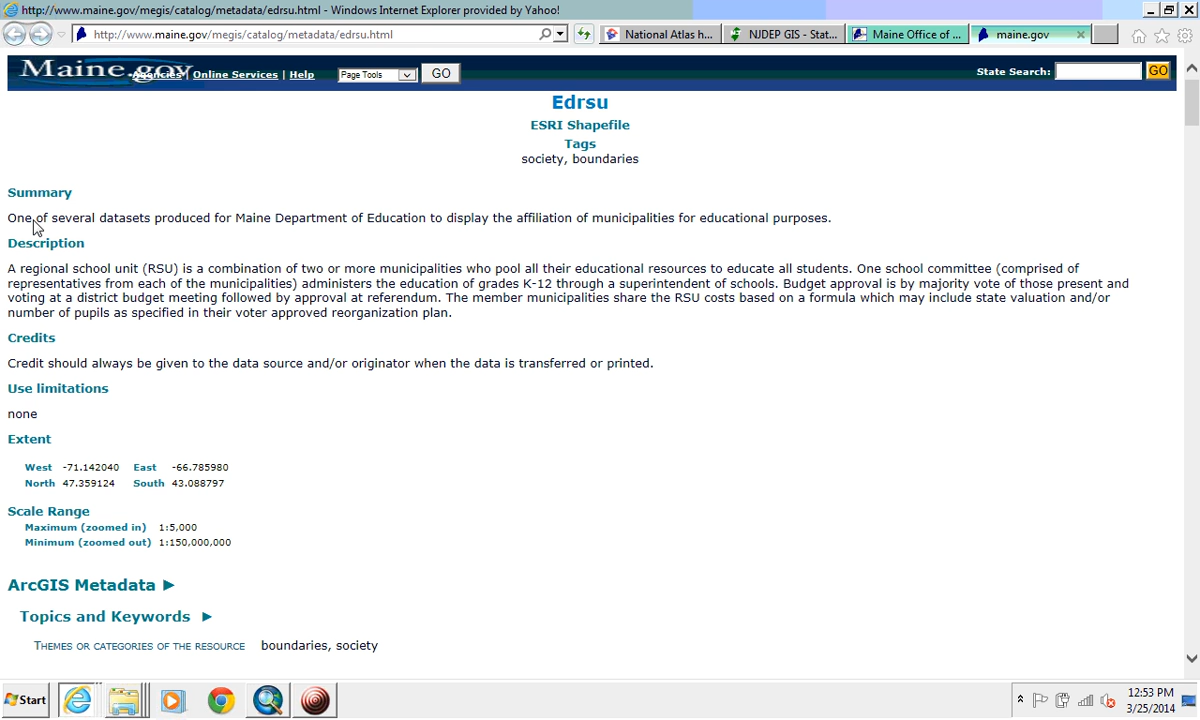 http://www.maine.gov/megis/catalog/metadata/edrsu.html - Windows Internet Explorer provided by Yahoo!
http://www.maine.gov/megis/catalog/metadata/edrsu.html
National Atlas h... NJDEP GIS - Stat... Maine Office of ... maine.gov
Maine.gov Agencies | Online Services | Help Page Tools GO State Search: GO
Edrsu
ESRI Shapefile
Tags
society, boundaries
Summary
One of several datasets produced for Maine Department of Education to display the affiliation of municipalities for educational purposes.
Description
A regional school unit (RSU) is a combination of two or more municipalities who pool all their educational resources to educate all students. One school committee (comprised of
representatives from each of the municipalities) administers the education of grades K-12 through a superintendent of schools. Budget approval is by majority vote of those present and
voting at a district budget meeting followed by approval at referendum. The member municipalities share the RSU costs based on a formula which may include state valuation and/or
number of pupils as specified in their voter approved reorganization plan.
Credits
Credit should always be given to the data source and/or originator when the data is transferred or printed.
Use limitations
none
Extent
West -71.142040 East -66.785980
North 47.359124 South 43.088797
Scale Range
Maximum (zoomed in) 1:5,000
Minimum (zoomed out) 1:150,000,000
ArcGIS Metadata ►
Topics and Keywords ►
THEMES OR CATEGORIES OF THE RESOURCE boundaries, society
Start
12:53 PM
3/25/2014